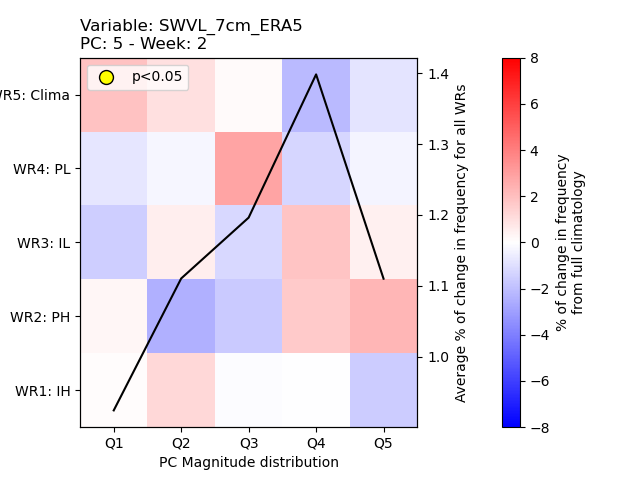 Variable: SWVL_7cm_ERA5
PC: 5 - Week: 2
p<0.05
WR5: Clima
WR4: PL
WR3: IL
WR2: PH
WR1: IH
Q1 Q2 Q3 Q4 Q5
PC Magnitude distribution
1.4
1.3
1.2
1.1
1.0
Average % of change in frequency for all WRs
8
6
4
2
0
−2
−4
−6
−8
% of change in frequency
from full climatology